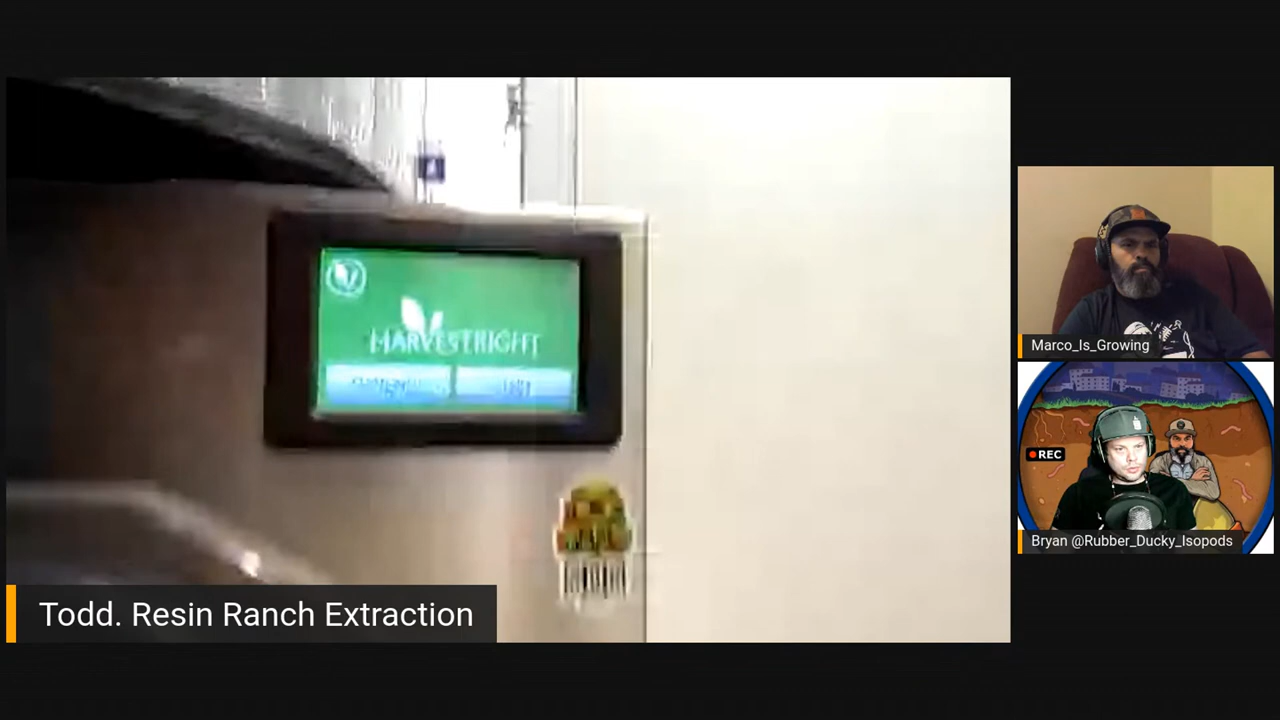 HARVESTRIGHT
Marco_Is_Growing
REC
Bryan @Rubber_Ducky_Isopods
Todd. Resin Ranch Extraction